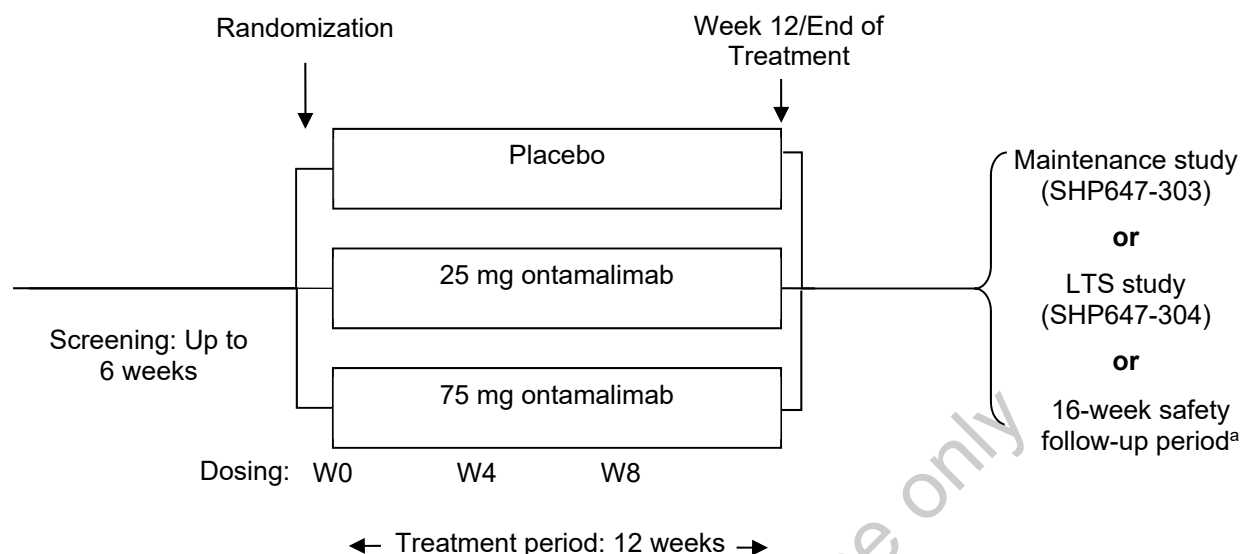 Randomization
Week 12/End of
Treatment
Placebo
25 mg ontamalimab
75 mg ontamalimab
Screening: Up to
6 weeks
Maintenance study
(SHP647-303)
or
LTS study
(SHP647-304)
or
16-week safety
follow-up periodᵃ
Dosing: W0 W4 W8
Treatment period: 12 weeks
e only